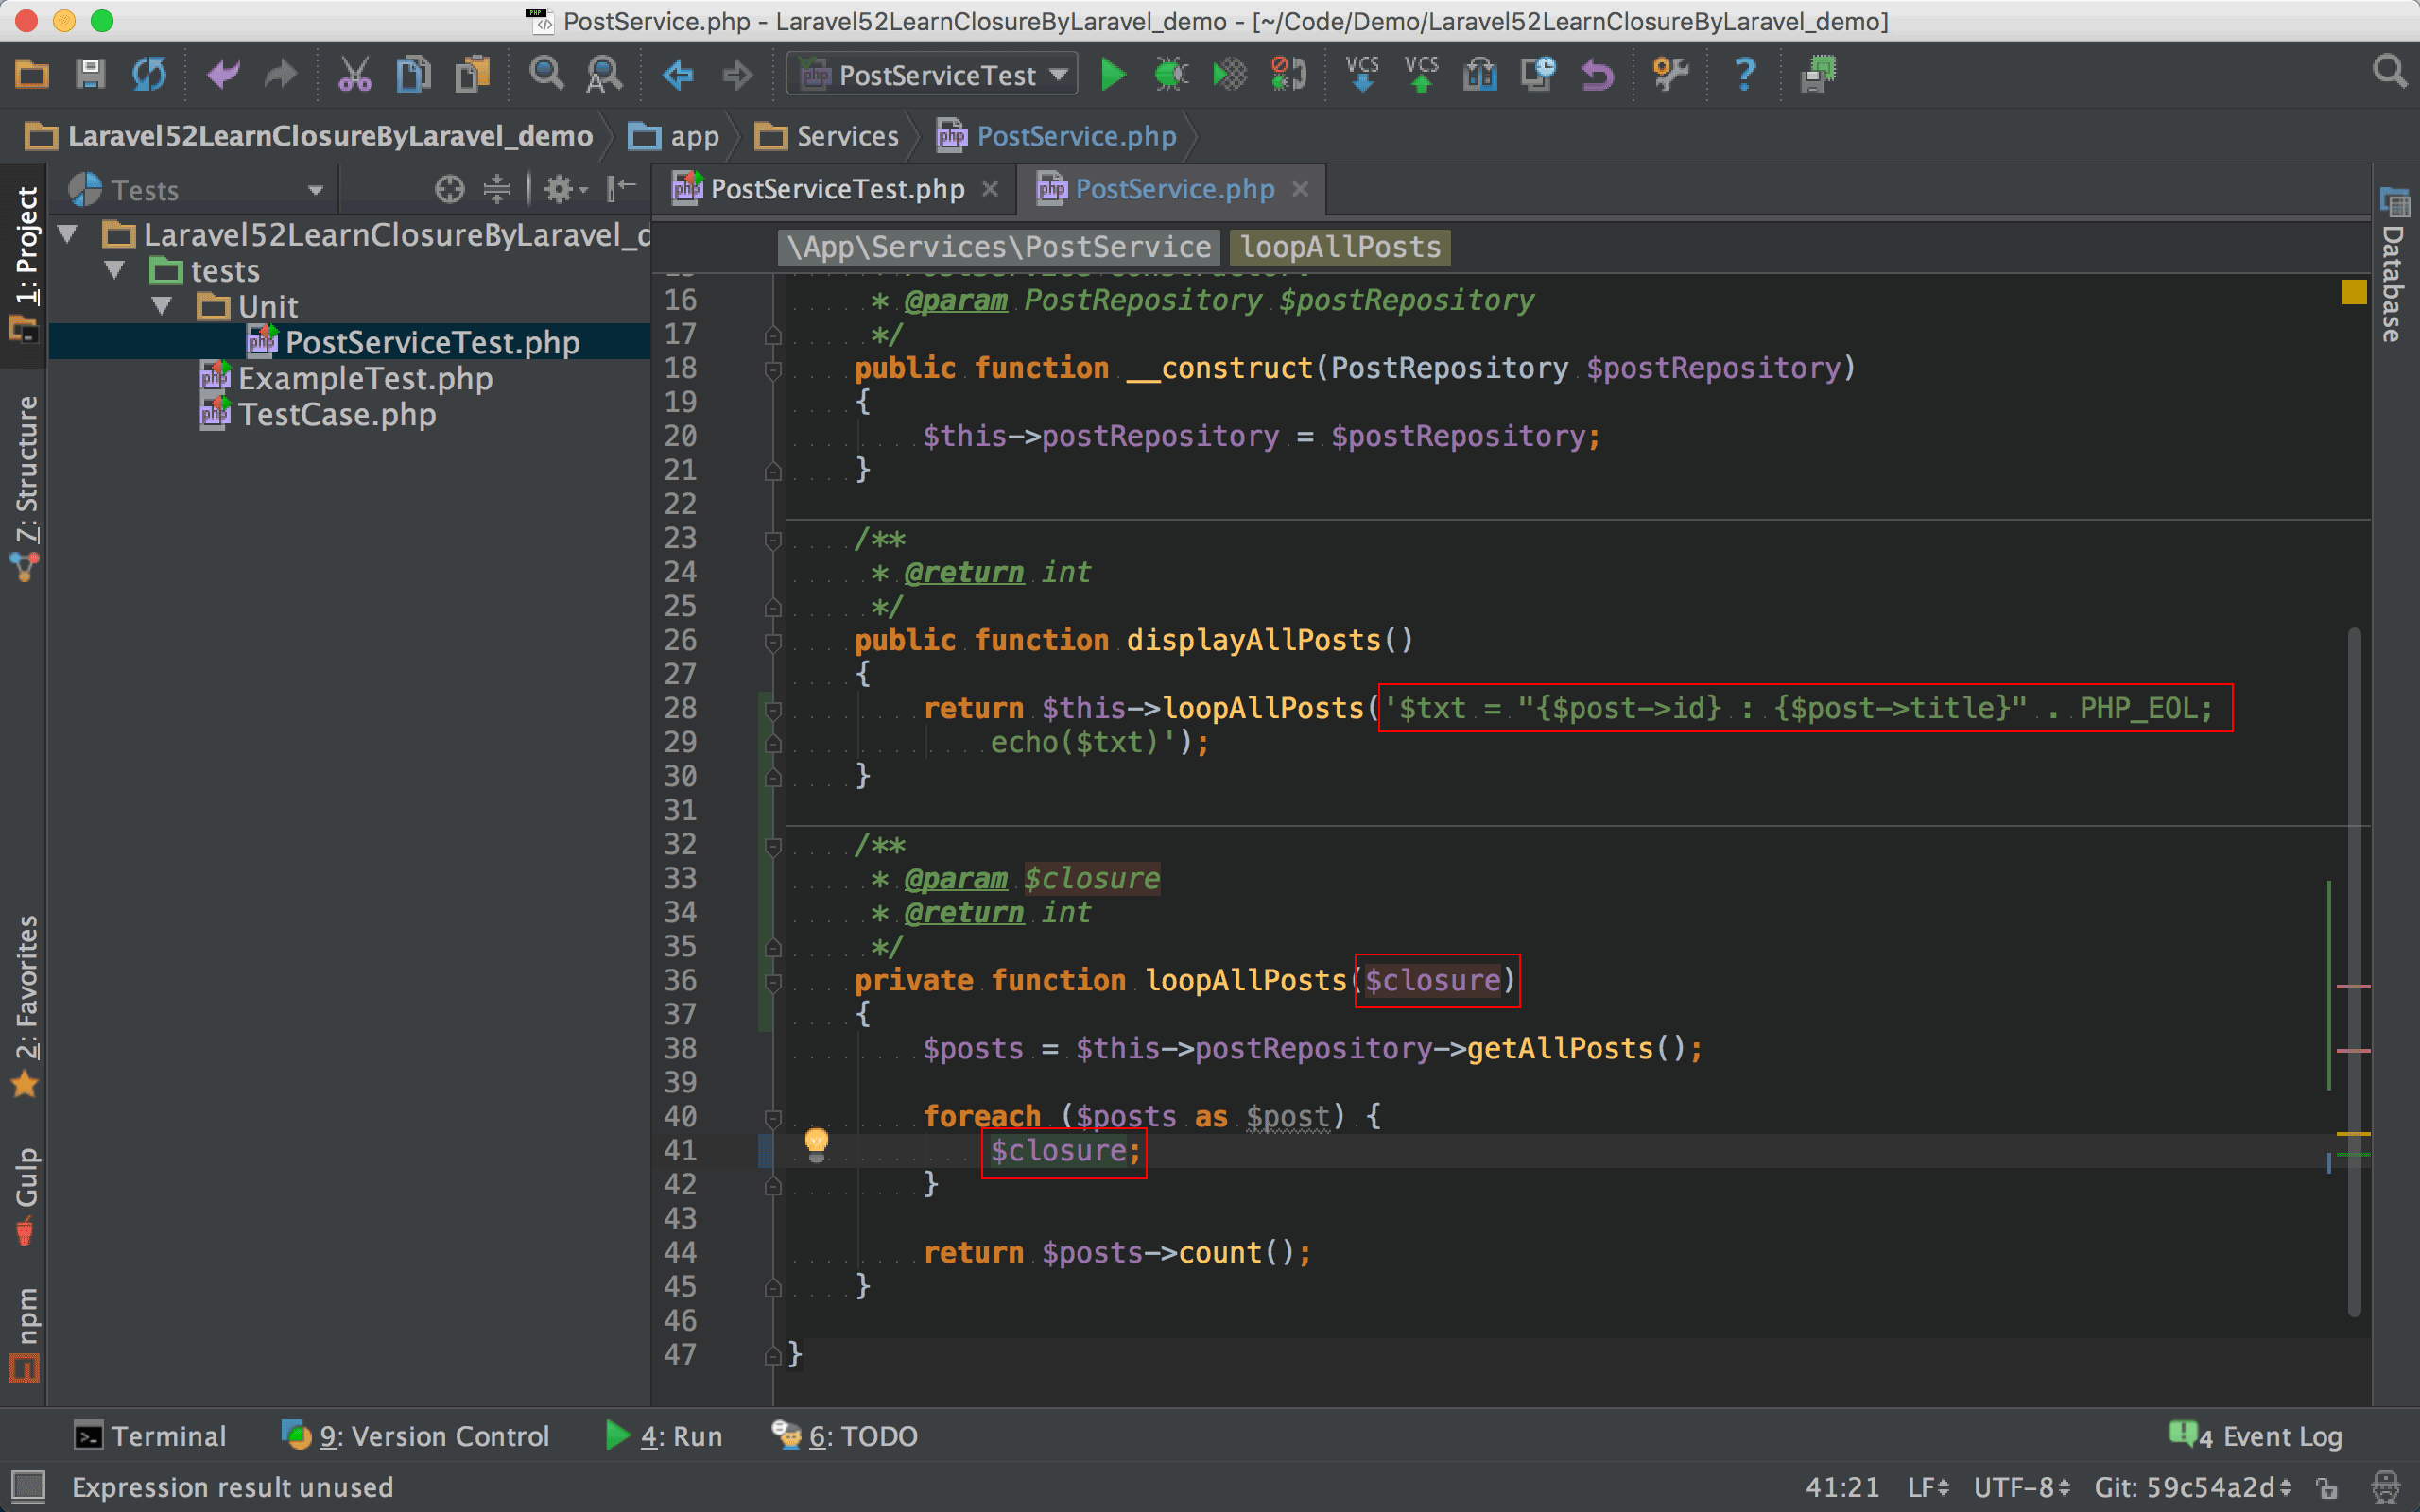 PostService.php - Laravel52LearnClosureByLaravel_demo - [~/Code/Demo/Laravel52LearnClosureByLaravel_demo]
PostServiceTest
VCS VCS
Laravel52LearnClosureByLaravel_demo app Services PostService.php
Tests
PostServiceTest.php PostService.php
\App\Services\PostService loopAllPosts
1: Project
7: Structure
2: Favorites
Gulp
npm
Laravel52LearnClosureByLaravel_d
tests
Unit
PostServiceTest.php
ExampleTest.php
TestCase.php
16 * @param PostRepository $postRepository
17 */
18 public function __construct(PostRepository $postRepository)
19 {
20 $this->postRepository = $postRepository;
21 }
22
23 /**
24 * @return int
25 */
26 public function displayAllPosts()
27 {
28 return $this->loopAllPosts('$txt = "{$post->id} : {$post->title}" . PHP_EOL;
29 echo($txt)');
30 }
31
32 /**
33 * @param $closure
34 * @return int
35 */
36 private function loopAllPosts($closure)
37 {
38 $posts = $this->postRepository->getAllPosts();
39
40 foreach ($posts as $post) {
41 $closure;
42 }
43
44 return $posts->count();
45 }
46
47 }
Database
Terminal 9: Version Control 4: Run 6: TODO 4 Event Log
Expression result unused 41:21 LF UTF-8 Git: 59c54a2d